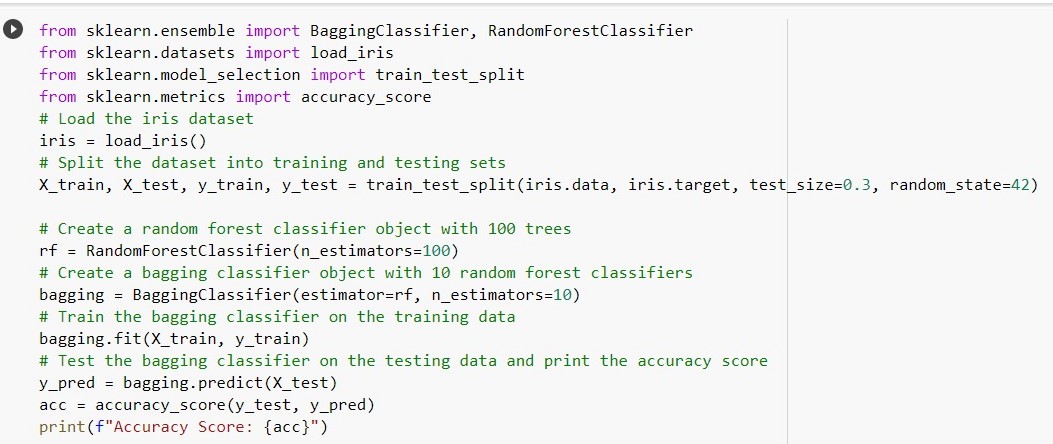 from sklearn.ensemble import BaggingClassifier, RandomForestClassifier
from sklearn.datasets import load_iris
from sklearn.model_selection import train_test_split
from sklearn.metrics import accuracy_score
# Load the iris dataset
iris = load_iris()
# Split the dataset into training and testing sets
X_train, X_test, y_train, y_test = train_test_split(iris.data, iris.target, test_size=0.3, random_state=42)
# Create a random forest classifier object with 100 trees
rf = RandomForestClassifier(n_estimators=100)
# Create a bagging classifier object with 10 random forest classifiers
bagging = BaggingClassifier(estimator=rf, n_estimators=10)
# Train the bagging classifier on the training data
bagging.fit(X_train, y_train)
# Test the bagging classifier on the testing data and print the accuracy score
y_pred = bagging.predict(X_test)
acc = accuracy_score(y_test, y_pred)
print(f"Accuracy Score: {acc}")